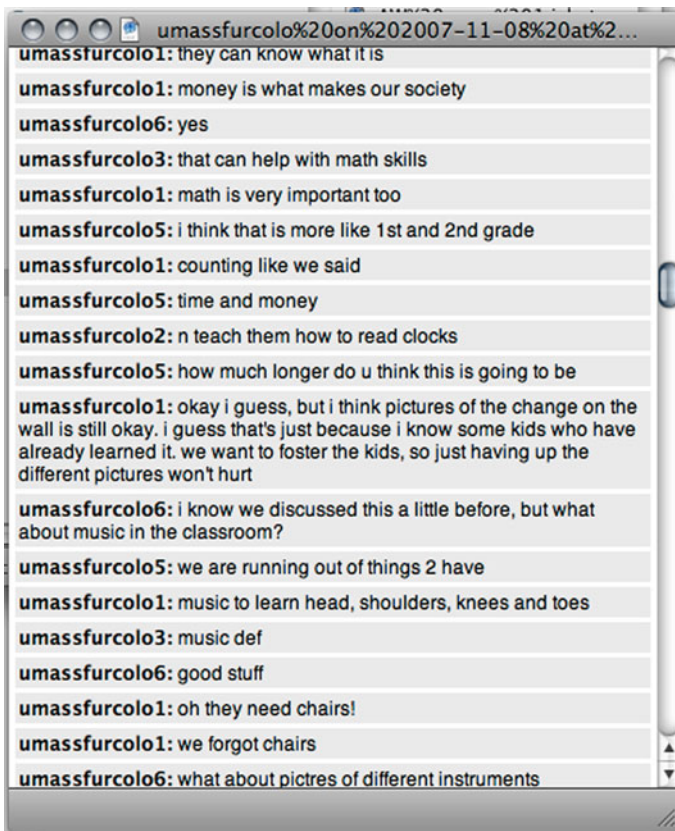 umassfurcolo%20on%202007-11-08%20at%2...
umassfurcolo1: they can know what it is
umassfurcolo1: money is what makes our society
umassfurcolo6: yes
umassfurcolo3: that can help with math skills
umassfurcolo1: math is very important too
umassfurcolo5: i think that is more like 1st and 2nd grade
umassfurcolo1: counting like we said
umassfurcolo5: time and money
umassfurcolo2: n teach them how to read clocks
umassfurcolo5: how much longer do u think this is going to be
umassfurcolo1: okay i guess, but i think pictures of the change on the
wall is still okay. i guess that's just because i know some kids who have
already learned it. we want to foster the kids, so just having up the
different pictures won't hurt
umassfurcolo6: i know we discussed this a little before, but what
about music in the classroom?
umassfurcolo5: we are running out of things 2 have
umassfurcolo1: music to learn head, shoulders, knees and toes
umassfurcolo3: music def
umassfurcolo6: good stuff
umassfurcolo1: oh they need chairs!
umassfurcolo1: we forgot chairs
umassfurcolo6: what about pictres of different instruments